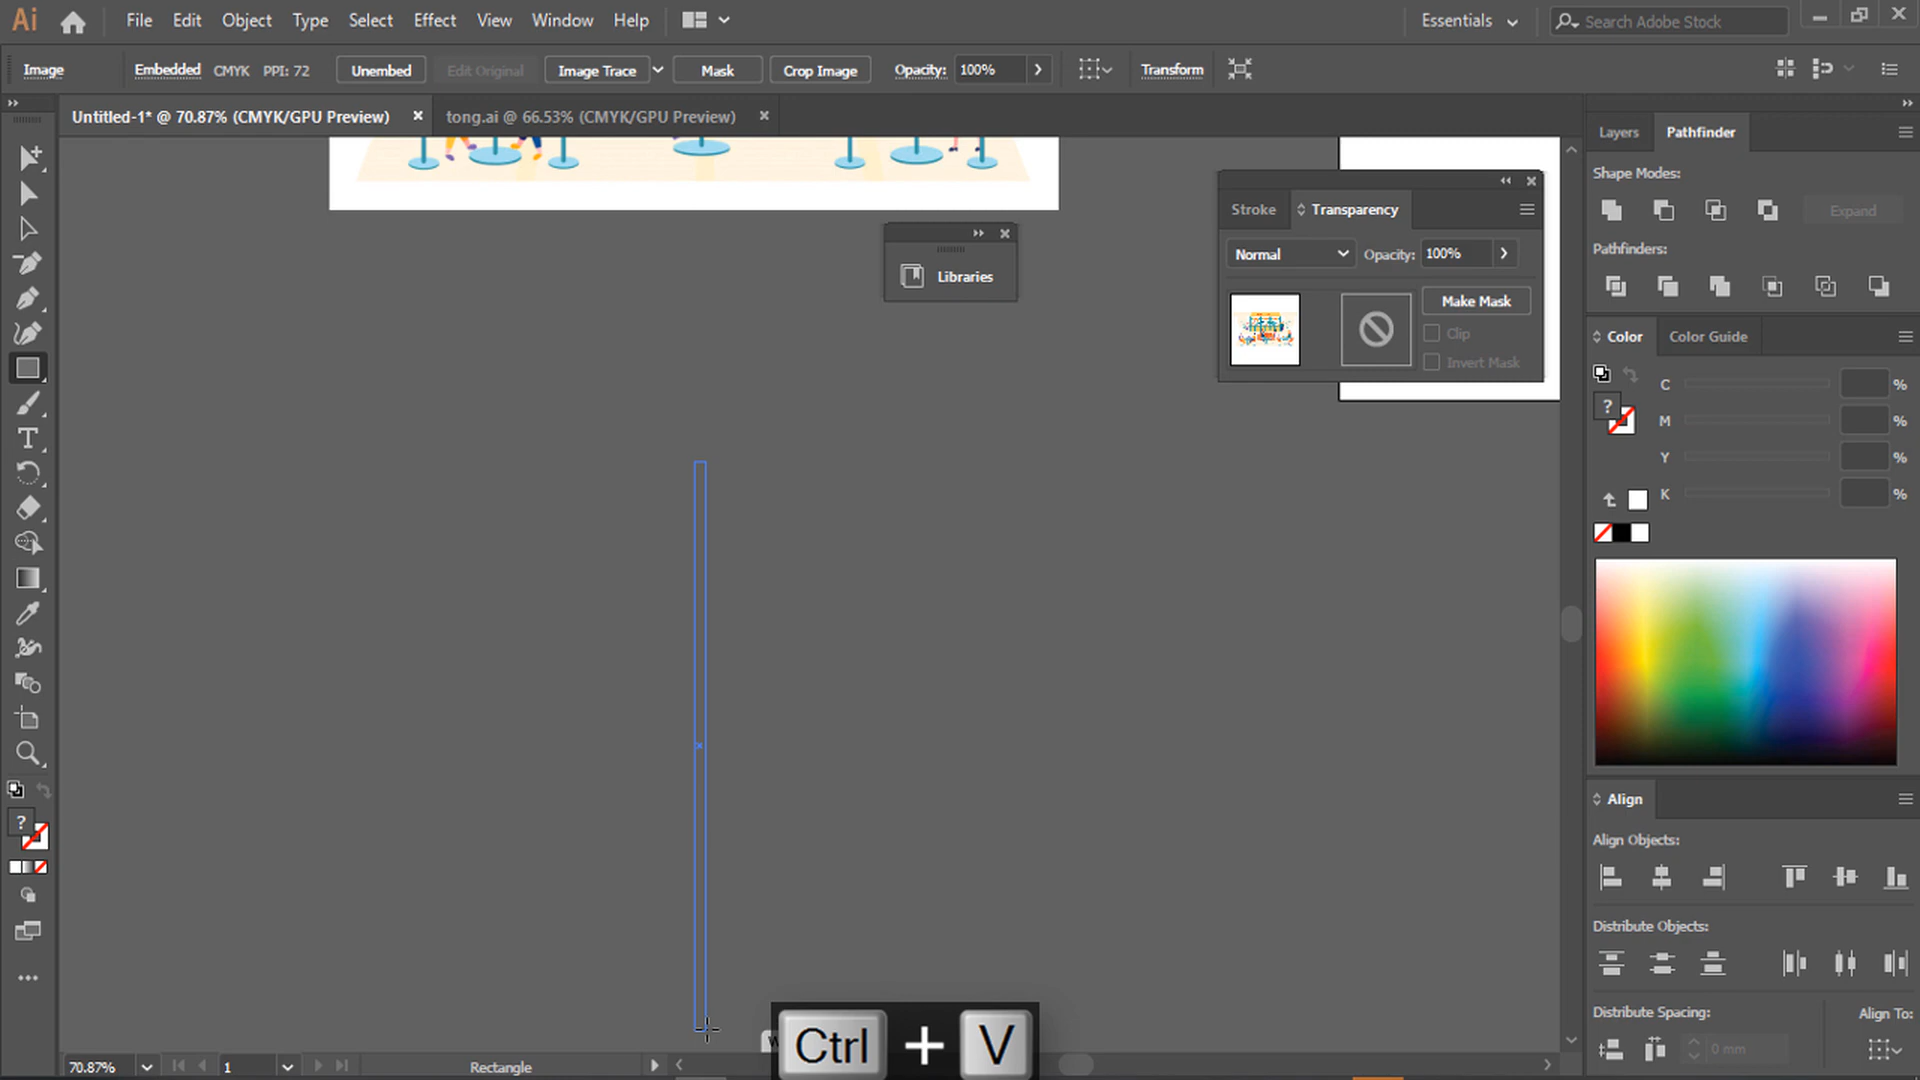 Ai File Edit Object Type Select Effect View Window Help Essentials Search Adobe Stock
Image Embedded CMYK PPI: 72 Unembed Edit Original Image Trace Mask Crop Image Opacity: 100% Transform
Untitled-1* @ 70.87% (CMYK/GPU Preview) tong.ai @ 66.53% (CMYK/GPU Preview)
Libraries
Stroke Transparency
Normal Opacity: 100%
Make Mask
Clip
Invert Mask
Layers Pathfinder
Shape Modes:
Expand
Pathfinders:
Color Color Guide
C %
M %
Y %
K %
Align
Align Objects:
Distribute Objects:
Distribute Spacing: Align To:
0 mm
T
?
?
70.87% 1 Rectangle
Ctrl + V